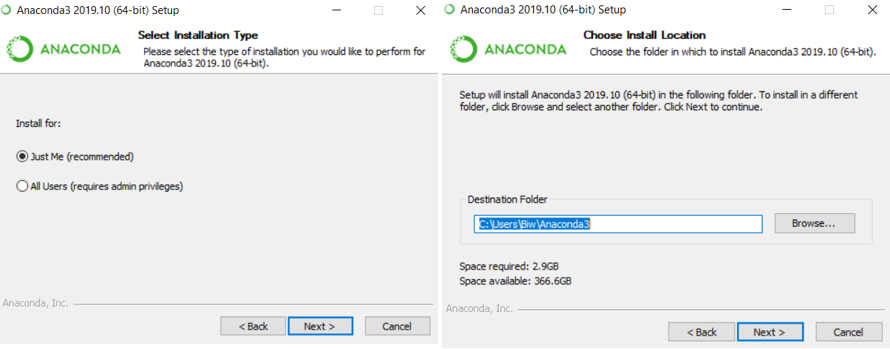 Anaconda3 2019.10 (64-bit) Setup
ANACONDA
Select Installation Type
Please select the type of installation you would like to perform for
Anaconda3 2019.10 (64-bit).
Install for:
Just Me (recommended)
All Users (requires admin privileges)
Anaconda, Inc.
< Back
Next >
Cancel
Anaconda3 2019.10 (64-bit) Setup
ANACONDA
Choose Install Location
Choose the folder in which to install Anaconda3 2019.10 (64-bit).
Setup will install Anaconda3 2019.10 (64-bit) in the following folder. To install in a different
folder, click Browse and select another folder. Click Next to continue.
Destination Folder
C:\Users\Biw\Anaconda3
Browse...
Space required: 2.9GB
Space available: 366.6GB
Anaconda, Inc.
< Back
Next >
Cancel